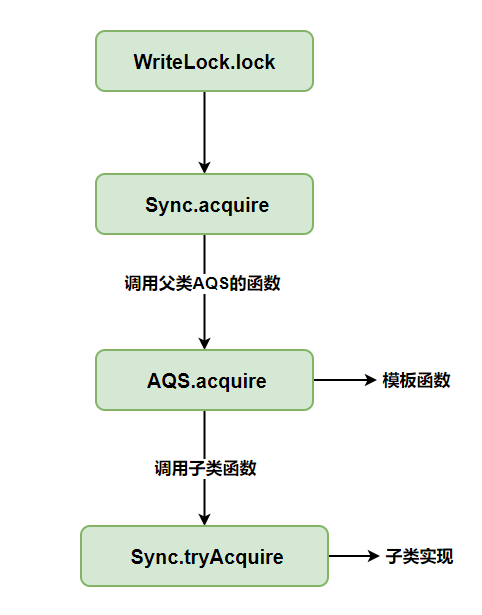 WriteLock.lock
Sync.acquire
调用父类AQS的函数
AQS.acquire
模板函数
调用子类函数
Sync.tryAcquire
子类实现